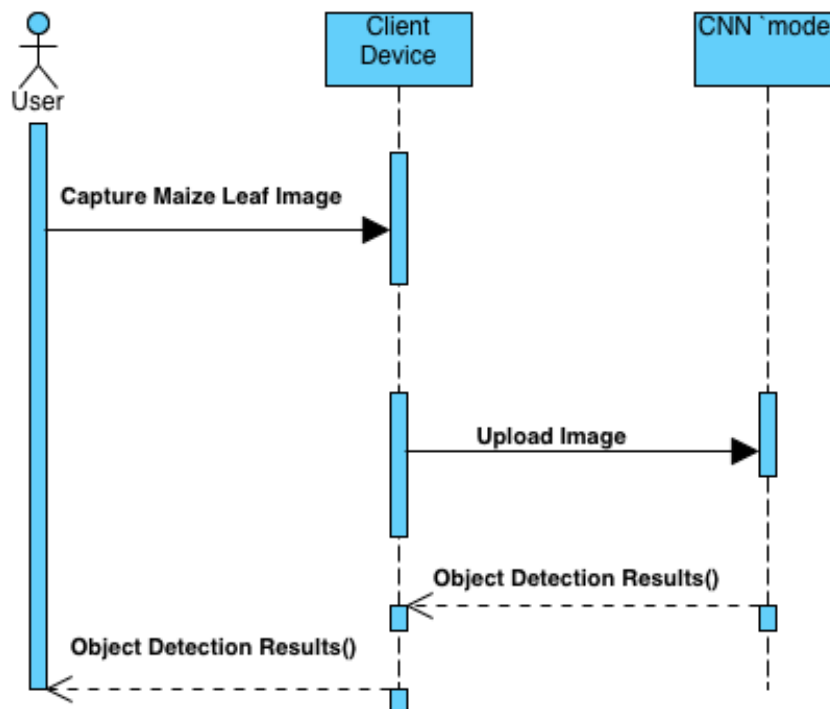 Client
Device
CNN `mode
User
Capture Maize Leaf Image
Upload Image
Object Detection Results()
Object Detection Results()